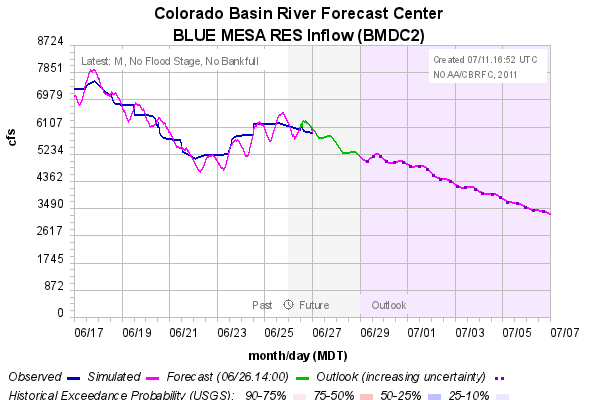 Colorado Basin River Forecast Center
BLUE MESA RES Inflow (BMDC2)
8724
7851
6979
6107
5234
4362
3490
2617
1745
872
0
cfs
Latest: M, No Flood Stage, No Bankfull
Created 07/11.16:52 UTC
NOAA/CBRFC, 2011
Past Future Outlook
06/17 06/19 06/21 06/23 06/25 06/27 06/29 07/01 07/03 07/05 07/07
month/day (MDT)
Observed Simulated Forecast (06/26.14:00) Outlook (increasing uncertainty)
Historical Exceedance Probability (USGS): 90-75% 75-50% 50-25% 25-10%